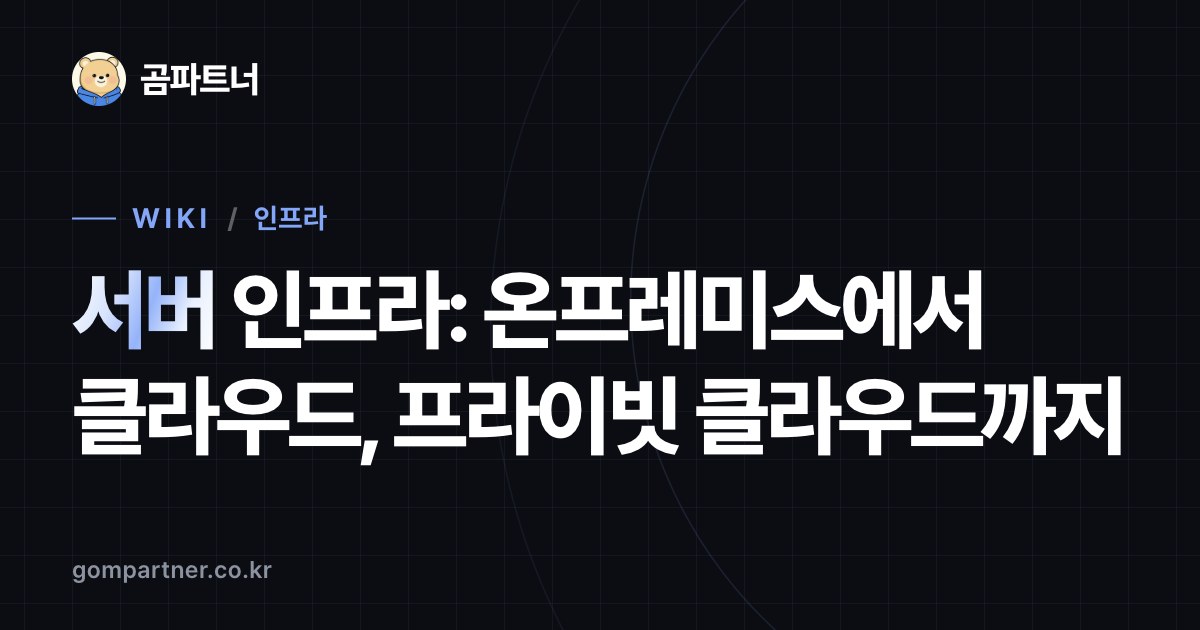 곰파트너
WIKI / 인프라
서버 인프라: 온프레미스에서
클라우드, 프라이빗 클라우드까지
gompartner.co.kr